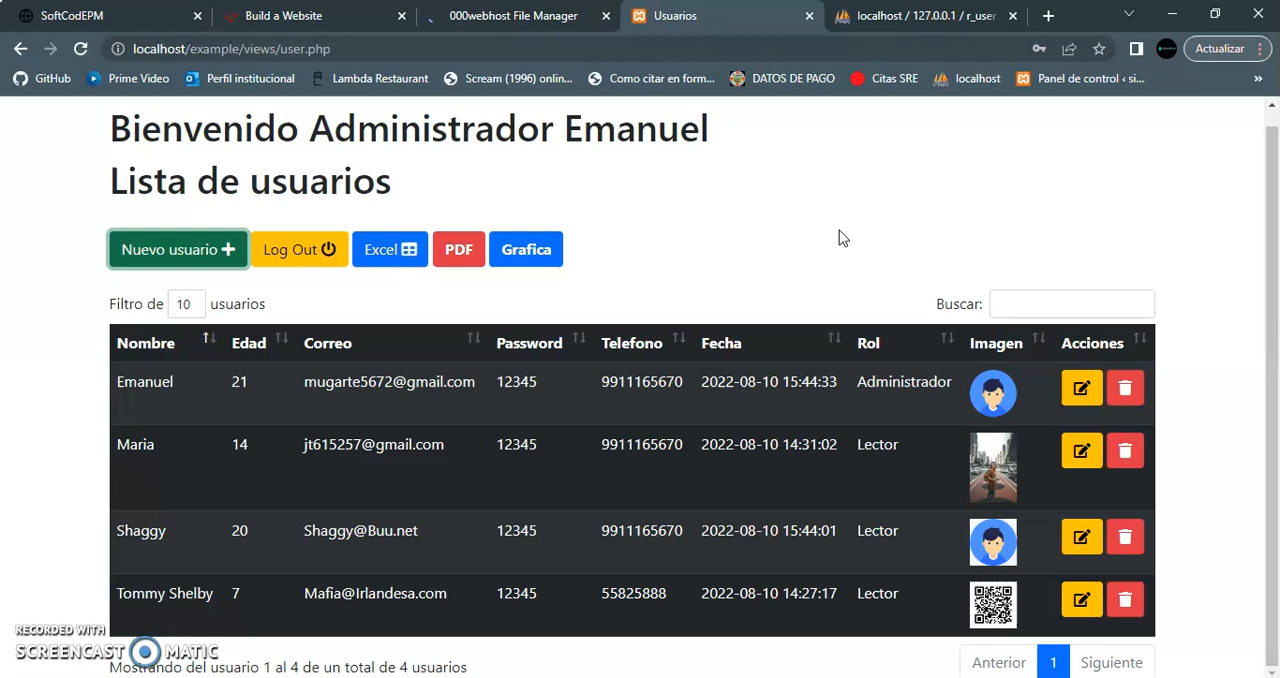 SoftCodEPM
Build a Website
000webhost File Manager
Usuarios
localhost / 127.0.0.1 / r_user
localhost/example/views/user.php
Actualizar
GitHub
Prime Video
Perfil institucional
Lambda Restaurant
Scream (1996) onlin...
Como citar en form...
DATOS DE PAGO
Citas SRE
localhost
Panel de control ‹ si...
»
Bienvenido Administrador Emanuel
Lista de usuarios
Nuevo usuario
Log Out
Excel
PDF
Grafica
Filtro de 10 usuarios
Buscar:
Nombre Edad Correo Password Telefono Fecha Rol Imagen Acciones
Emanuel 21 mugarte5672@gmail.com 12345 9911165670 2022-08-10 15:44:33 Administrador
Maria 14 jt615257@gmail.com 12345 9911165670 2022-08-10 14:31:02 Lector
Shaggy 20 Shaggy@Buu.net 12345 9911165670 2022-08-10 15:44:01 Lector
Tommy Shelby 7 Mafia@Irlandesa.com 12345 55825888 2022-08-10 14:27:17 Lector
RECORDED WITH
SCREENCAST MATIC
Mostrando del usuario 1 al 4 de un total de 4 usuarios
Anterior 1 Siguiente